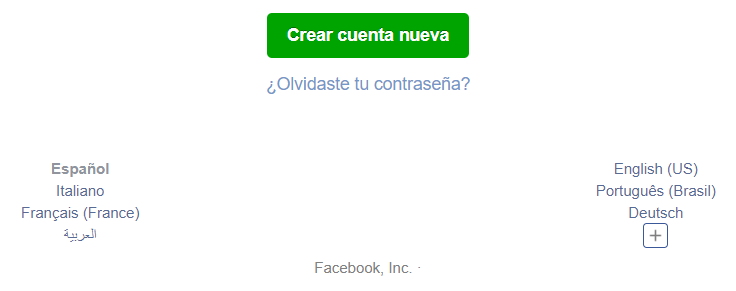 Crear cuenta nueva
¿Olvidaste tu contraseña?
Español
Italiano
Français (France)
العربية
English (US)
Português (Brasil)
Deutsch
Facebook, Inc. ·